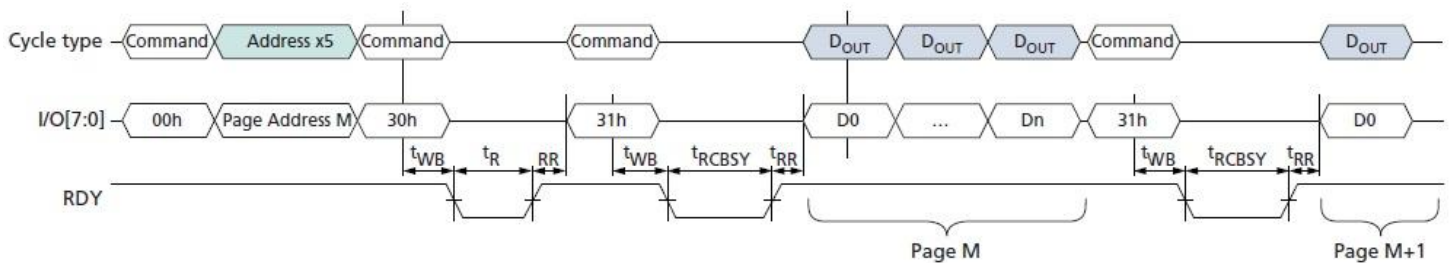 Cycle type Command Address x5 Command Command DOUT DOUT DOUT Command DOUT
I/O[7:0] 00h Page Address M 30h 31h D0 ... Dn 31h D0
tWB tR RR tWB tRCBSY tRR tWB tRCBSY tRR
RDY
Page M Page M+1